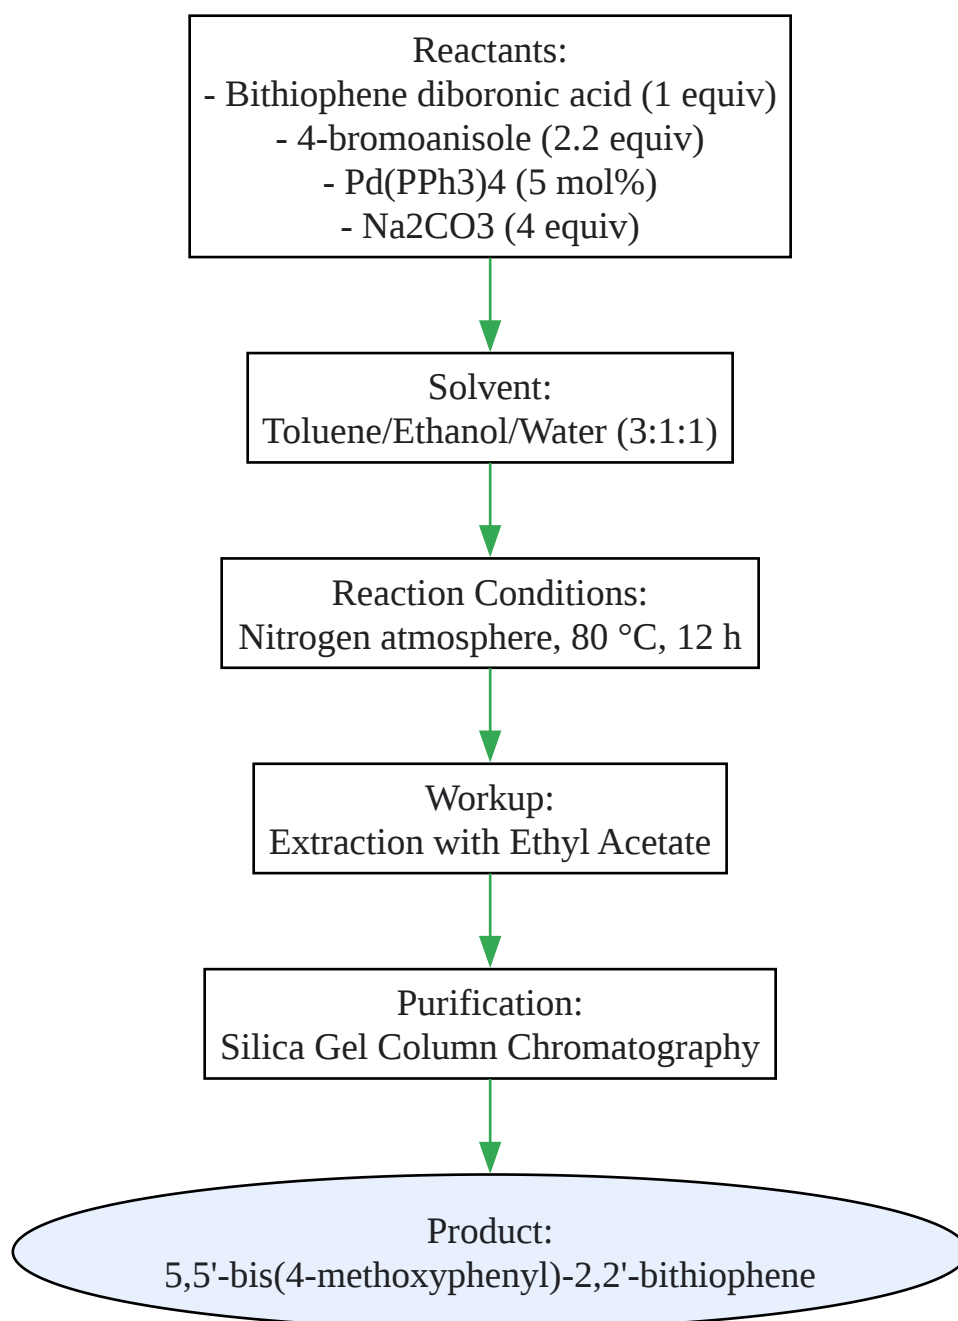 Reactants:
- Bithiophene diboronic acid (1 equiv)
- 4-bromoanisole (2.2 equiv)
- Pd(PPh3)4 (5 mol%)
- Na2CO3 (4 equiv)
Solvent:
Toluene/Ethanol/Water (3:1:1)
Reaction Conditions:
Nitrogen atmosphere, 80 °C, 12 h
Workup:
Extraction with Ethyl Acetate
Purification:
Silica Gel Column Chromatography
Product:
5,5'-bis(4-methoxyphenyl)-2,2'-bithiophene